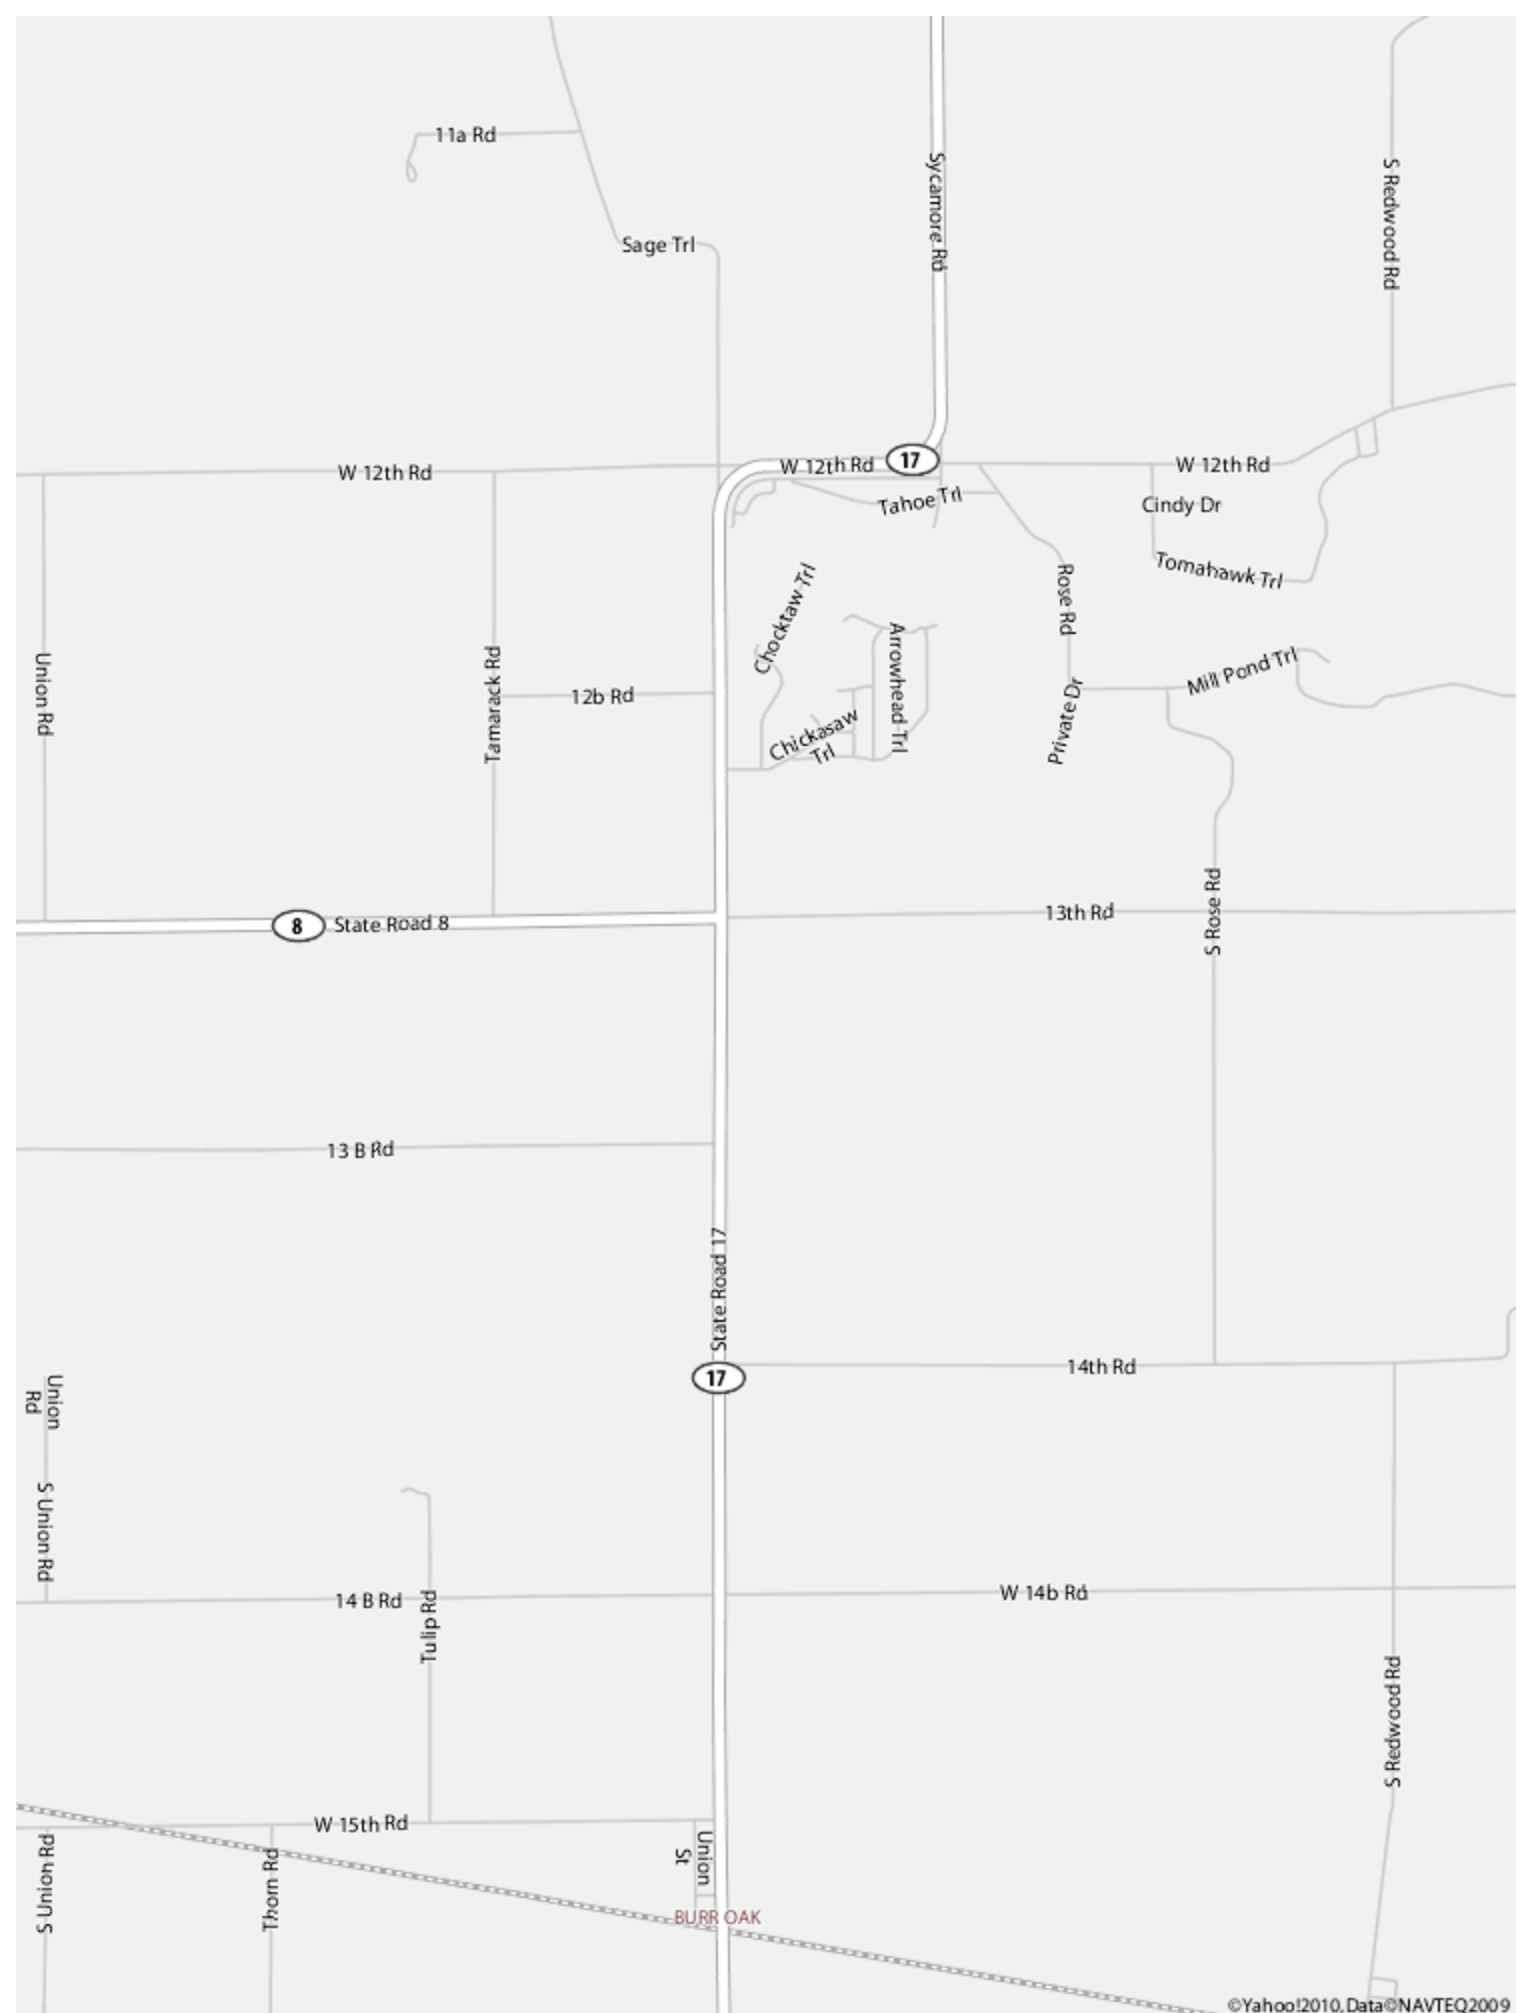 11a Rd
Sycamore Rd
S Redwood Rd
Sage Trl
W 12th Rd
W 12th Rd
17
W 12th Rd
Tahoe Trl
Cindy Dr
Tomahawk Trl
Chocktaw Trl
Rose Rd
Arrowhead Trl
Union Rd
Tamarack Rd
12b Rd
Mill Pond Trl
Private Dr
Chickasaw
Trl
8
State Road 8
13th Rd
S Rose Rd
13 B Rd
State Road 17
17
14th Rd
Union
Rd
S Union Rd
14 B Rd
Tulip Rd
W 14b Rd
S Redwood Rd
W 15th Rd
S Union Rd
Thorn Rd
Union
St
BURR OAK
©Yahoo!2010, Data©NAVTEQ2009